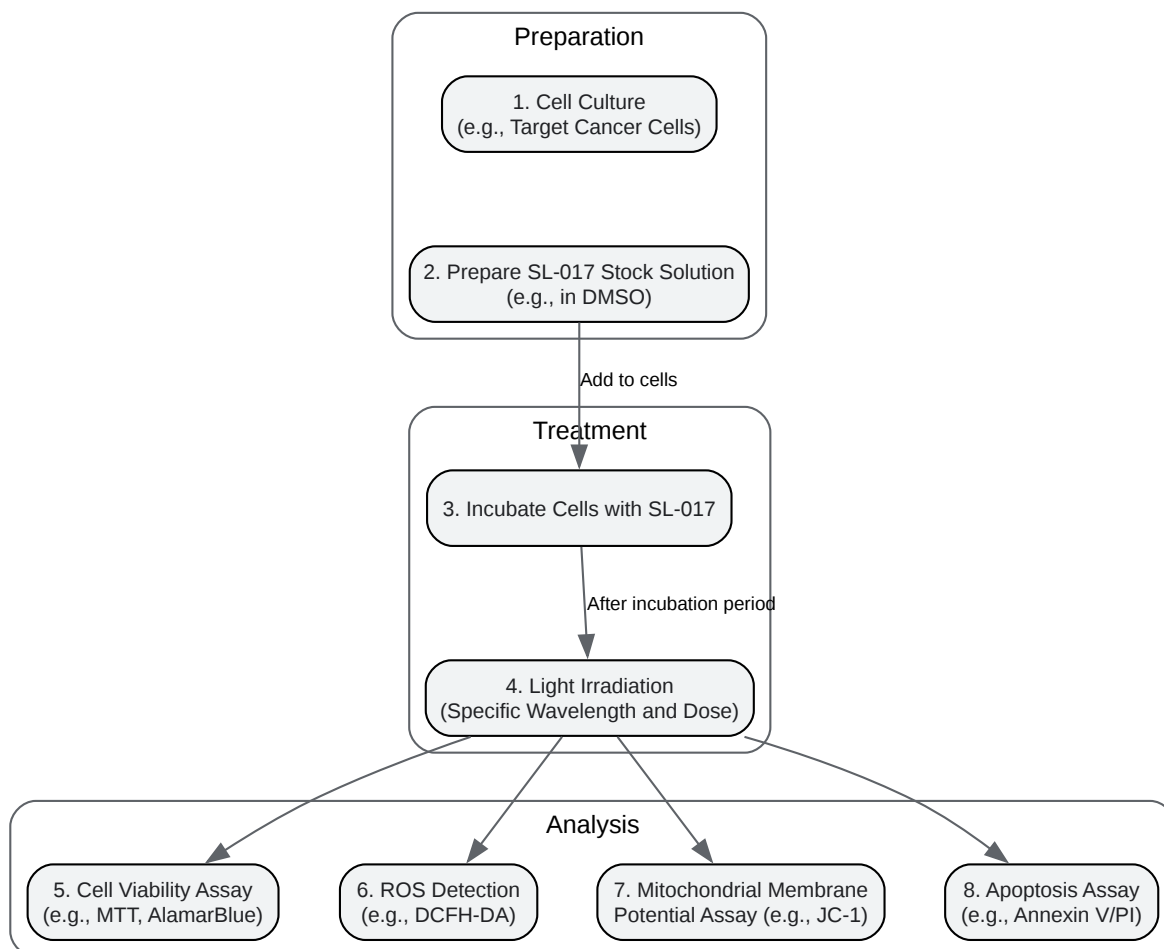 Preparation
1. Cell Culture
(e.g., Target Cancer Cells)
2. Prepare SL-017 Stock Solution
(e.g., in DMSO)
Add to cells
Treatment
3. Incubate Cells with SL-017
After incubation period
4. Light Irradiation
(Specific Wavelength and Dose)
Analysis
5. Cell Viability Assay
(e.g., MTT, AlamarBlue)
6. ROS Detection
(e.g., DCFH-DA)
7. Mitochondrial Membrane
Potential Assay (e.g., JC-1)
8. Apoptosis Assay
(e.g., Annexin V/PI)